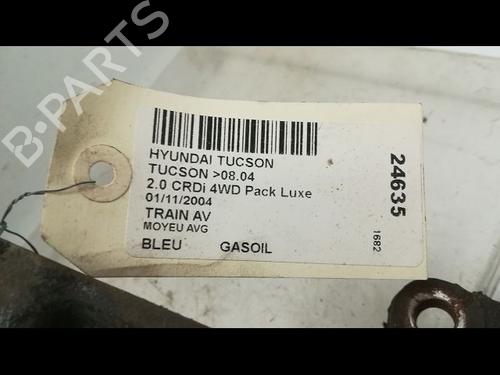 HYUNDAI TUCSON
TUCSON >08.04
2.0 CRDi 4WD Pack Luxe
01/11/2004
TRAIN AV
MOYEU AVG
BLEU GASOIL
24635
1682
B-PARTS